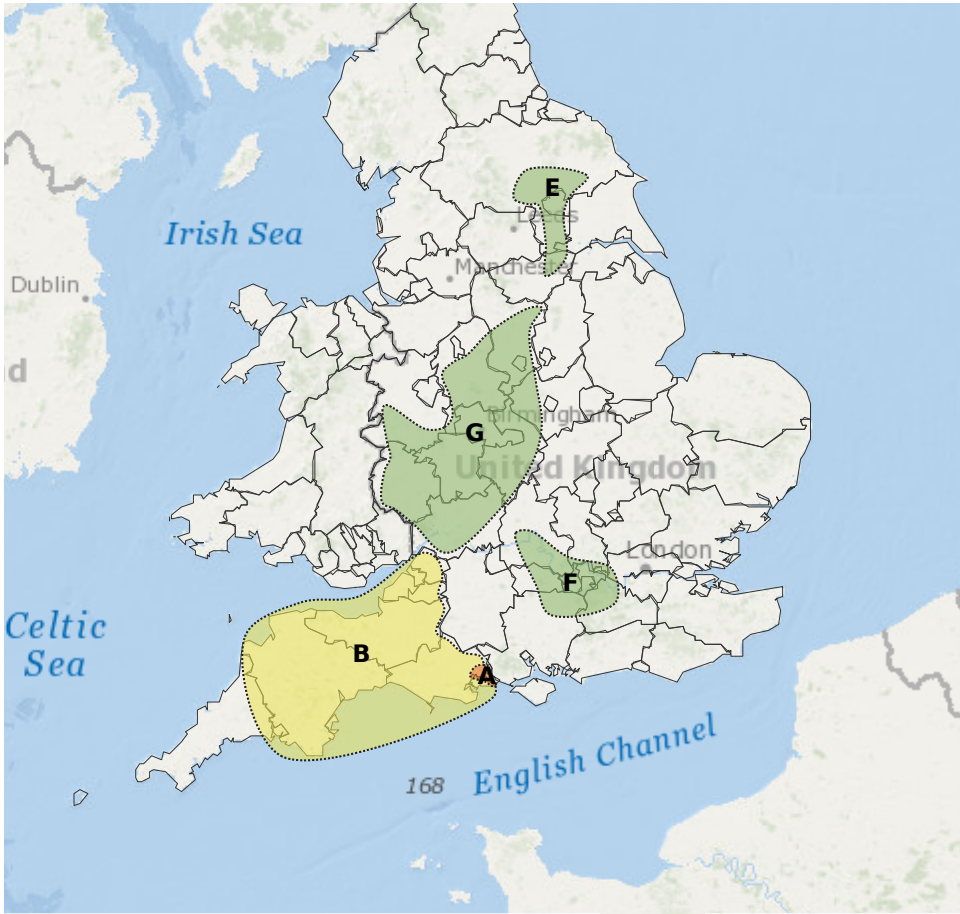 E
Leeds
Irish Sea
Manchester
Dublin
d
Birmingham
G
United Kingdom
London
F
Celtic
Sea
B
A
168
English Channel